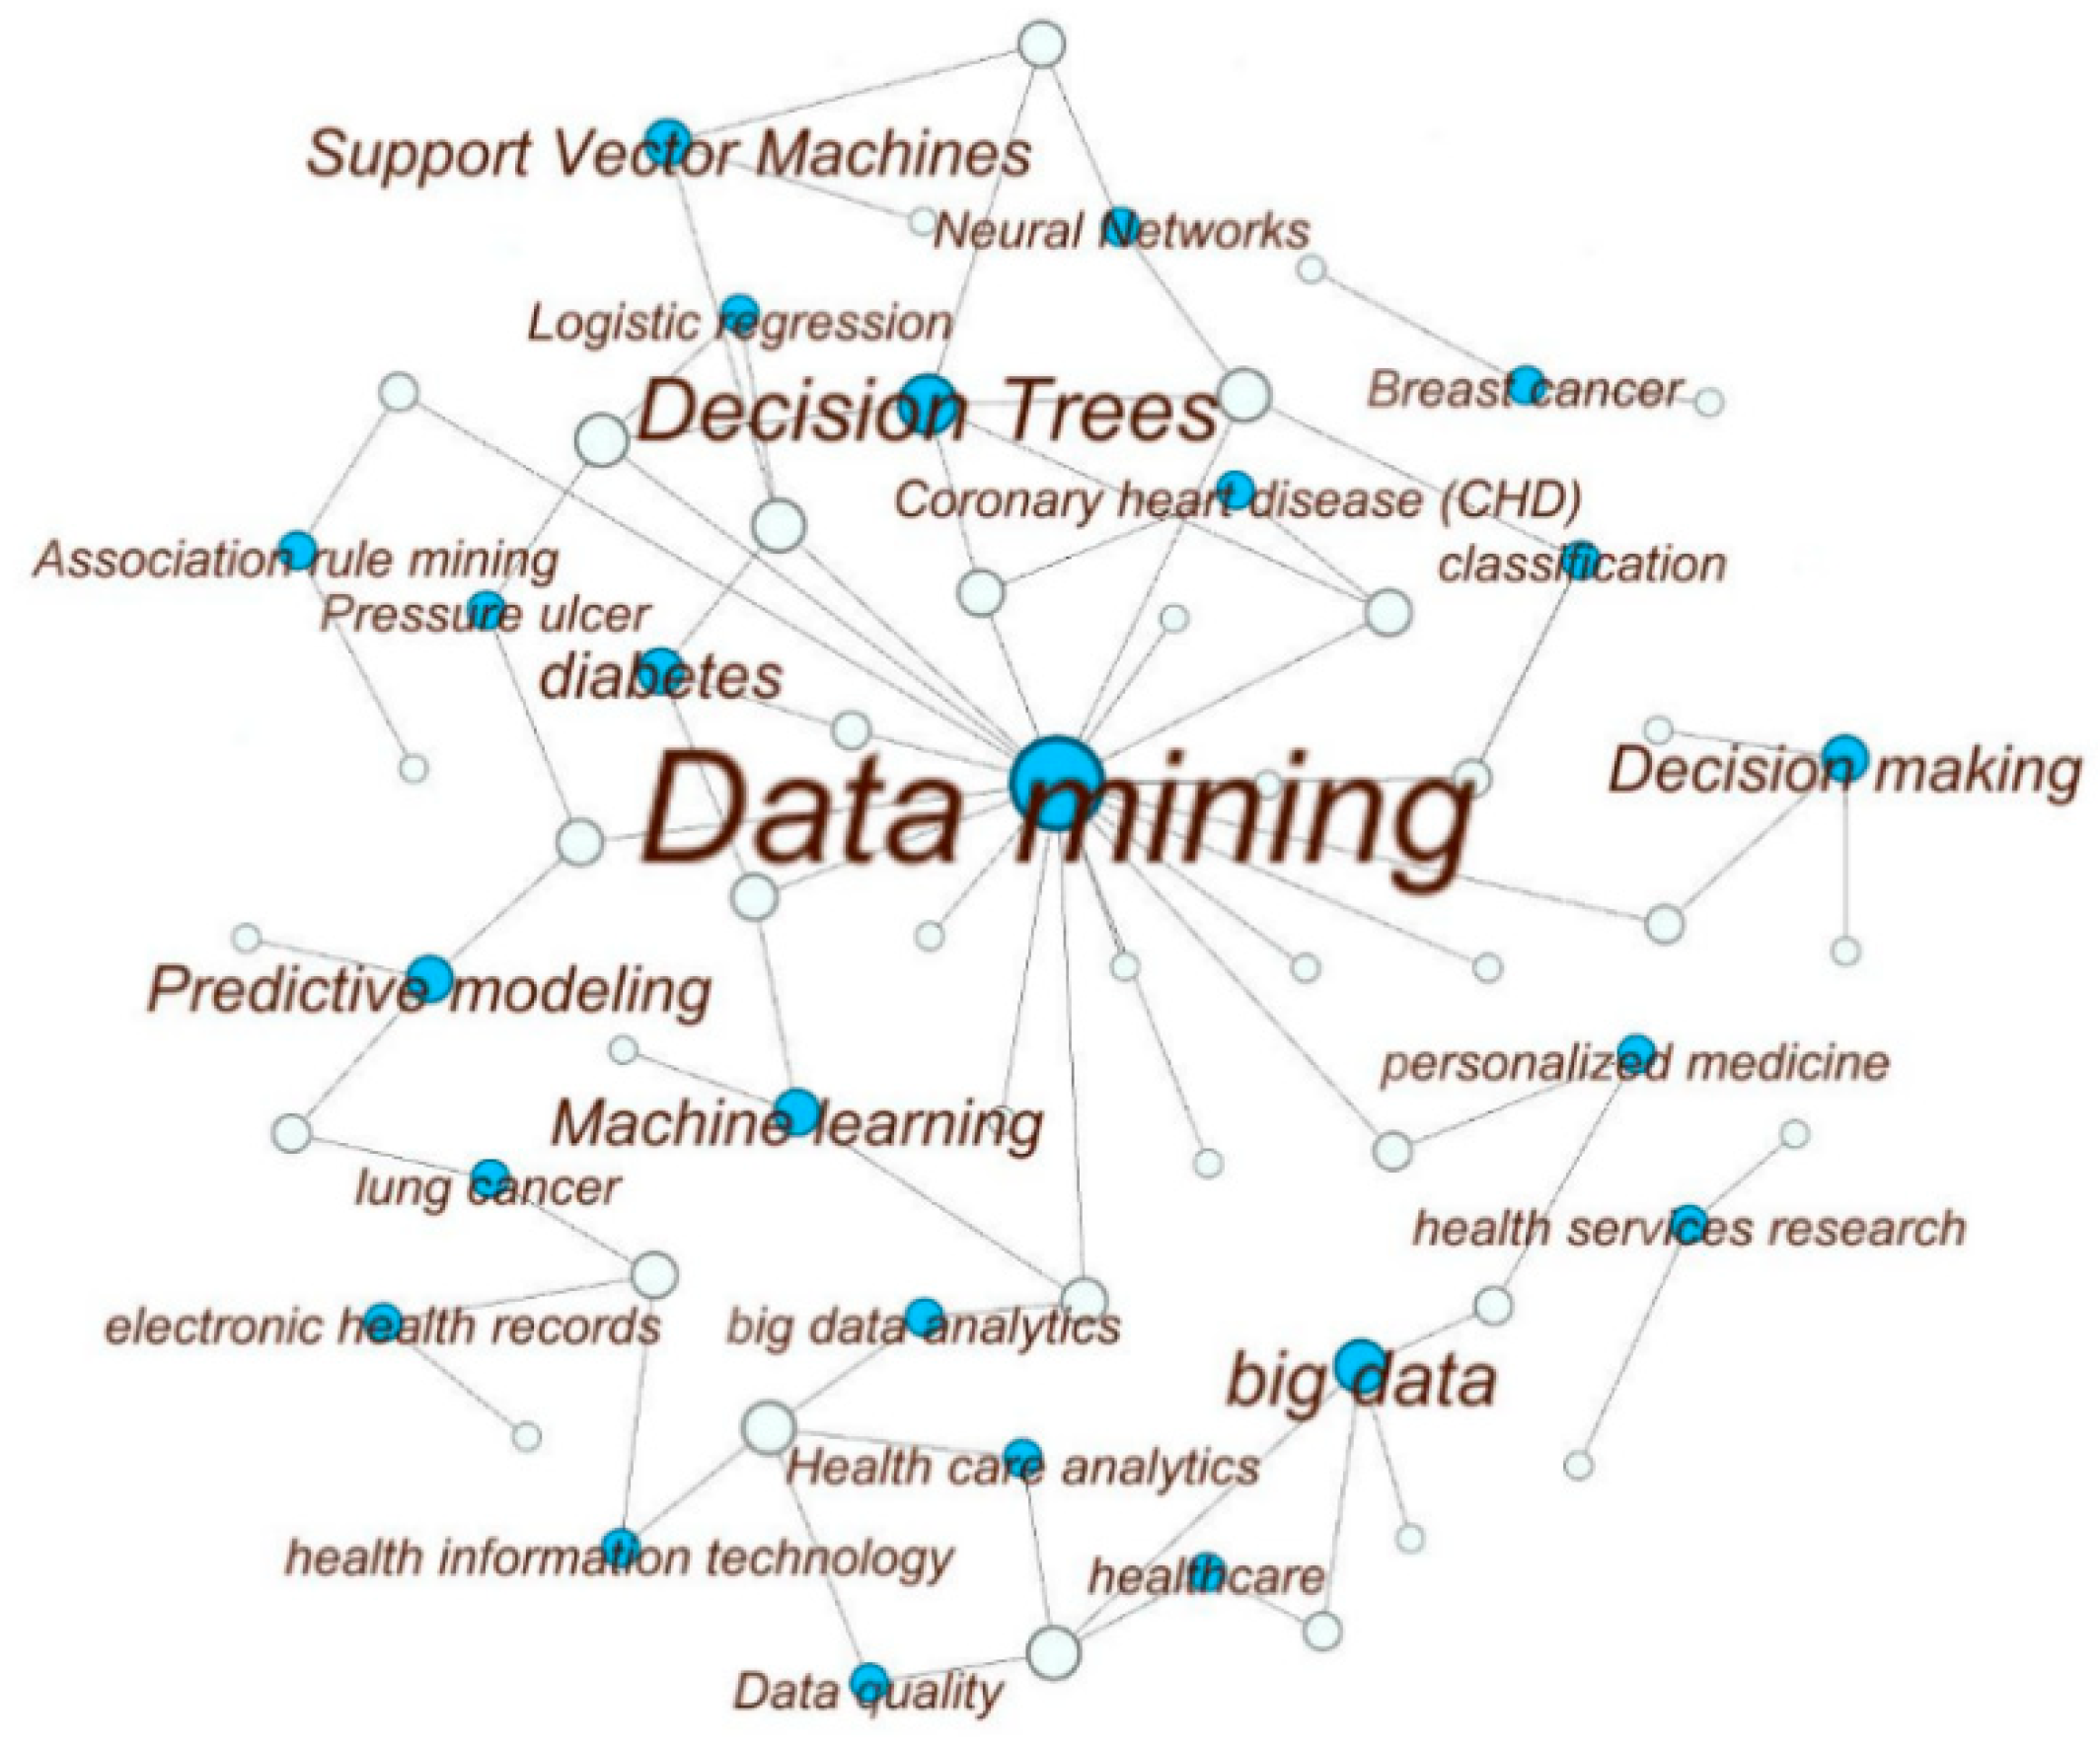 Support Vector Machines
Neural Networks
Logistic regression
Breast cancer
Decision Trees
Coronary heart disease (CHD)
Association rule mining
classification
Pressure ulcer
diabetes
Data mining
Decision making
Predictive modeling
personalized medicine
Machine learning
lung cancer
health services research
electronic health records
big data analytics
big data
Health care analytics
health information technology
healthcare
Data quality